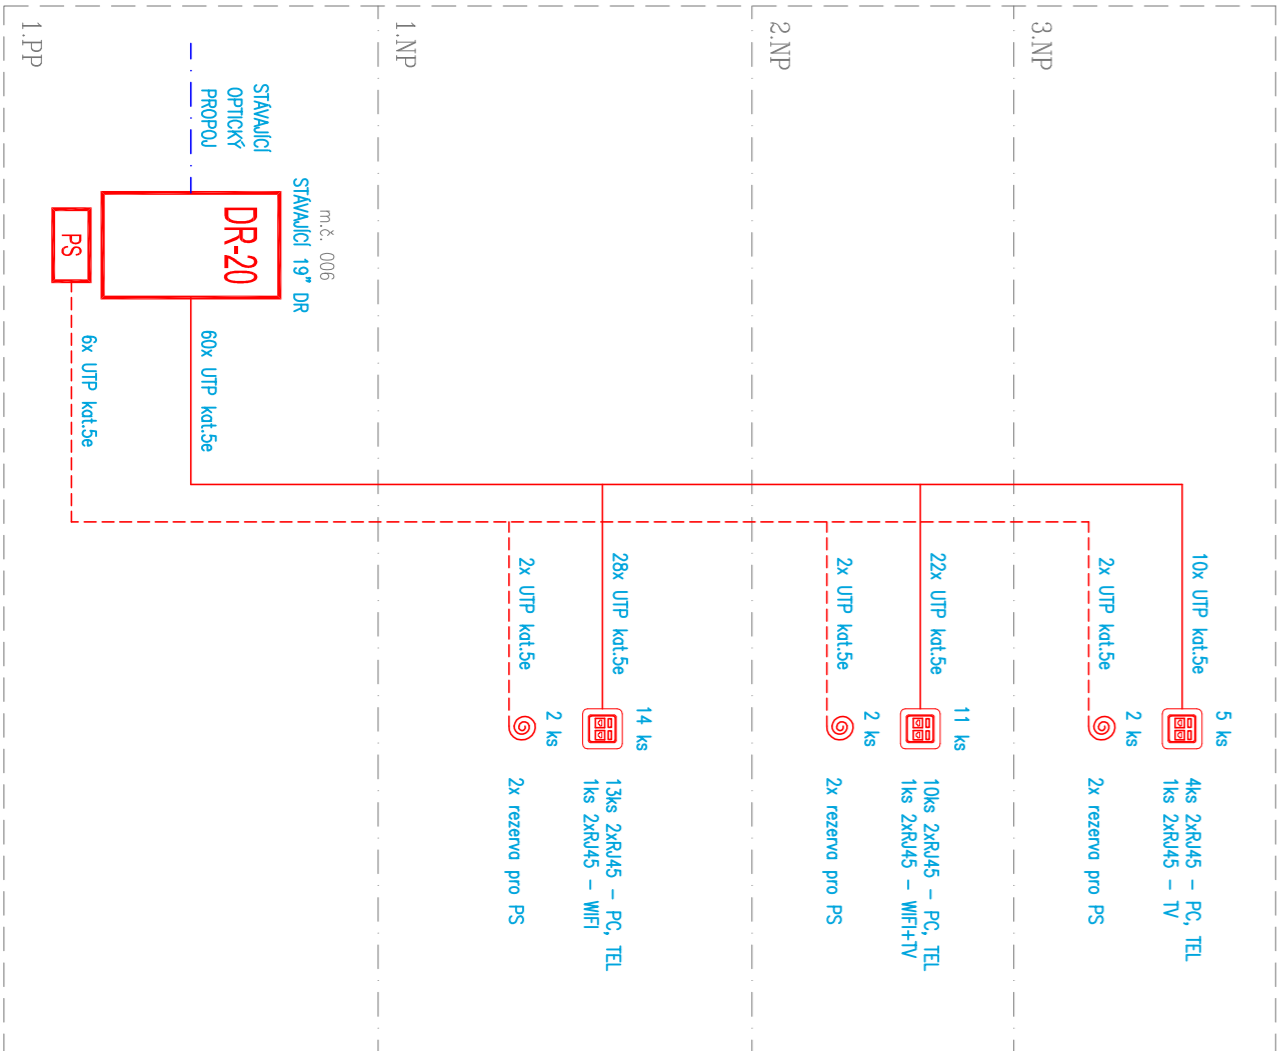 3.NP
10x UTP kat.5e
5 ks
4ks 2xRJ45 - PC, TEL
1ks 2xRJ45 - TV
2x UTP kat.5e
2 ks
2x rezerva pro PS
2.NP
22x UTP kat.5e
11 ks
10ks 2xRJ45 - PC, TEL
1ks 2xRJ45 - WIFI+TV
2x UTP kat.5e
2 ks
2x rezerva pro PS
1.NP
28x UTP kat.5e
14 ks
13ks 2xRJ45 - PC, TEL
1ks 2xRJ45 - WIFI
2x UTP kat.5e
2 ks
2x rezerva pro PS
1.PP
STÁVAJÍCÍ
OPTICKÝ
PROPOJ
m.č. 006
STÁVAJÍCÍ 19" DR
DR-20
60x UTP kat.5e
PS
6x UTP kat.5e